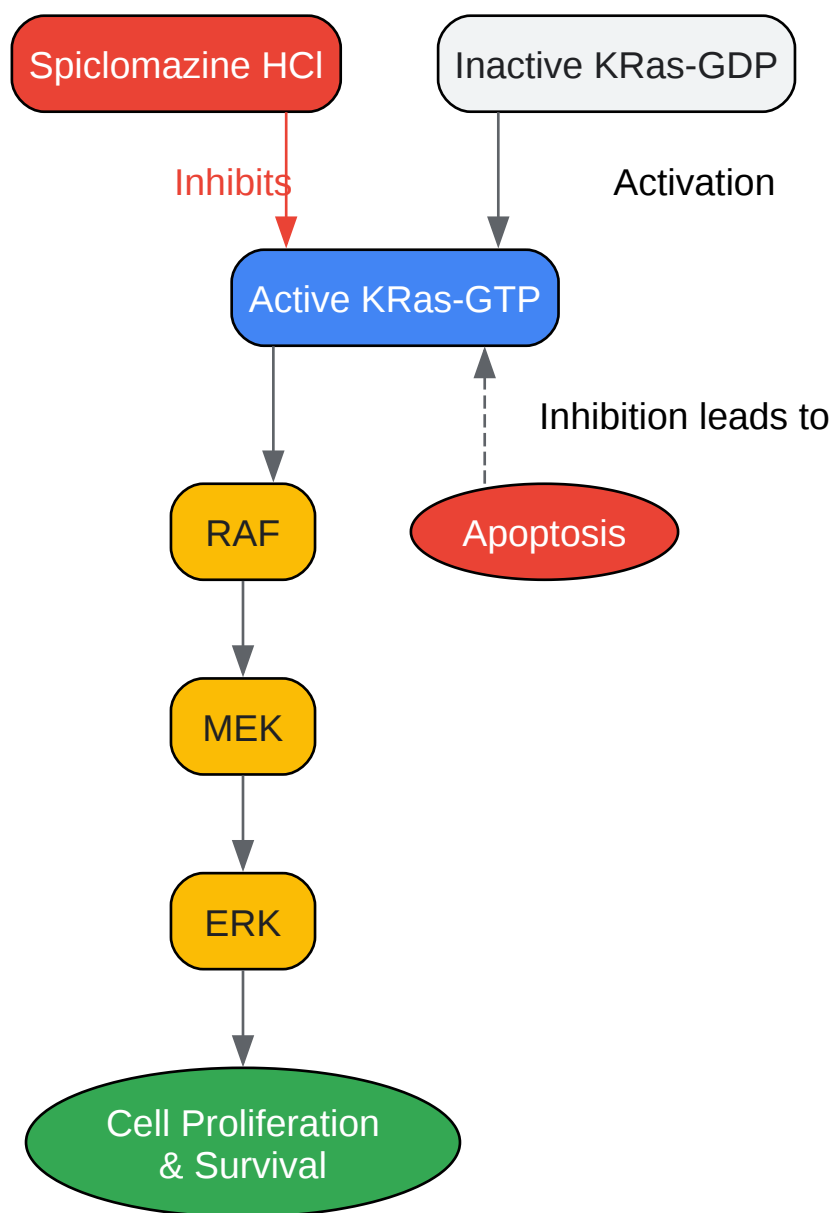 Spiclomazine HCl
Inactive KRas-GDP
Inhibits
Activation
Active KRas-GTP
Inhibition leads to
RAF
Apoptosis
MEK
ERK
Cell Proliferation
& Survival